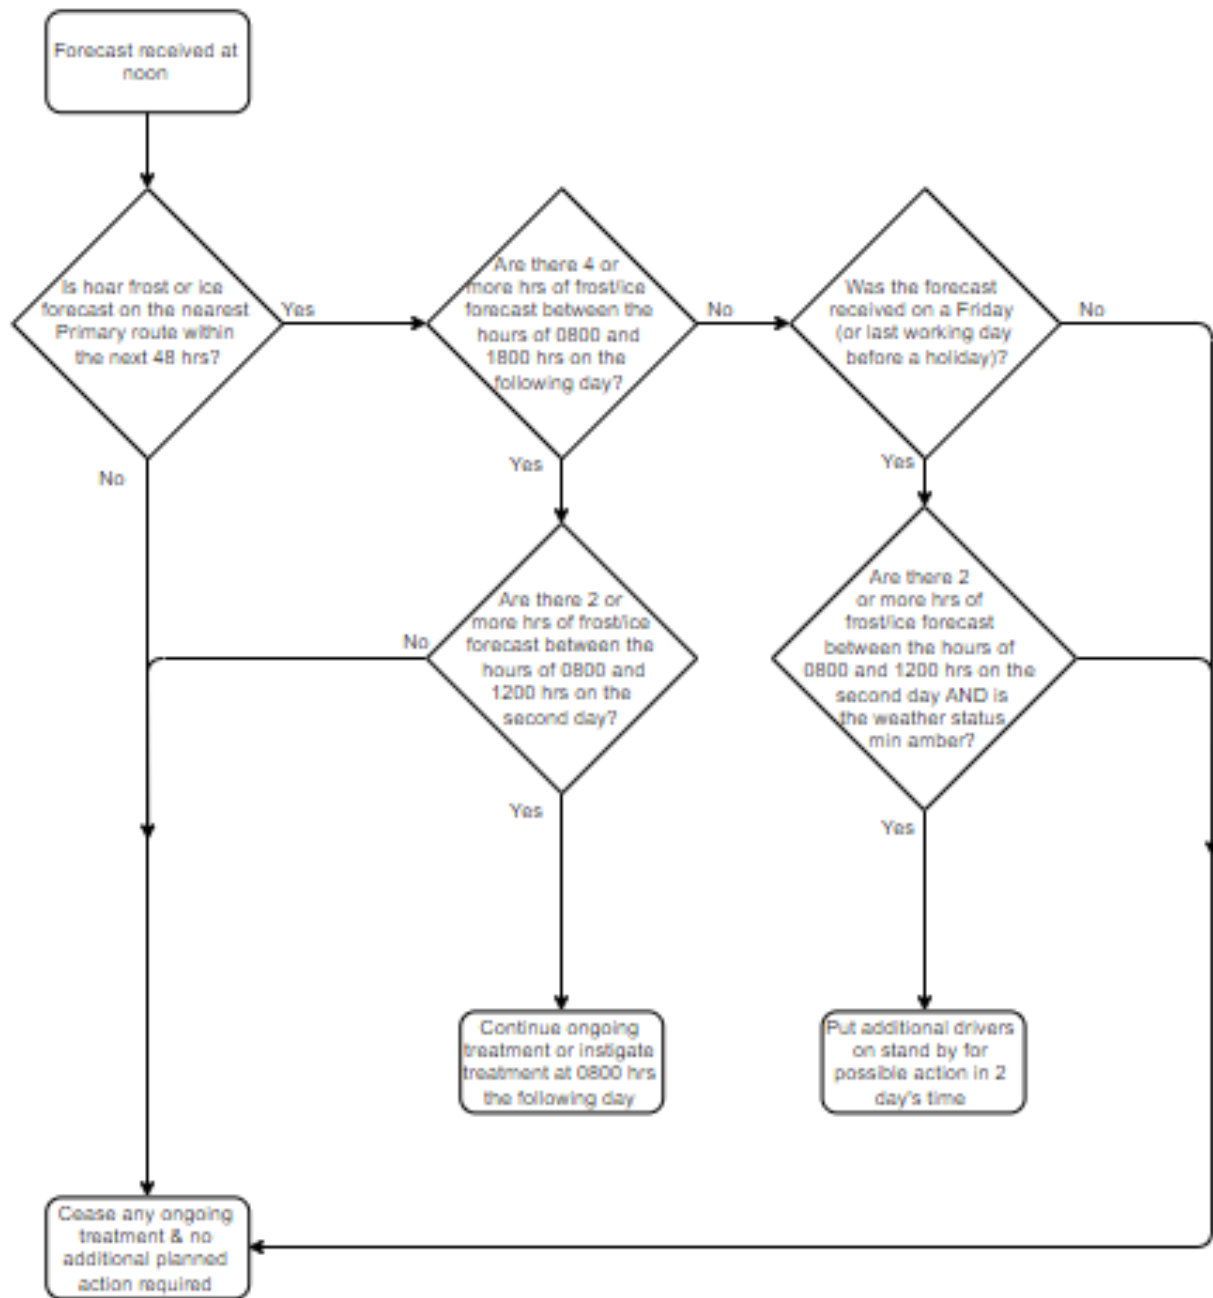 Forecast received at
noon
Is hoar frost or ice
forecast on the nearest
Primary route within
the next 48 hrs?
Yes
No
Are there 4 or
more hrs of frost/ice
forecast between the
hours of 0800 and
1800 hrs on the
following day?
No
Yes
Was the forecast
received on a Friday
(or last working day
before a holiday)?
No
Yes
Are there 2 or
more hrs of frost/ice
forecast between the
hours of 0800 and
1200 hrs on the
second day?
No
Yes
Are there 2
or more hrs of
frost/ice forecast
between the hours of
0800 and 1200 hrs on the
second day AND is
the weather status
min amber?
Yes
Continue ongoing
treatment or instigate
treatment at 0800 hrs
the following day
Put additional drivers
on stand by for
possible action in 2
day's time
Cease any ongoing
treatment & no
additional planned
action required